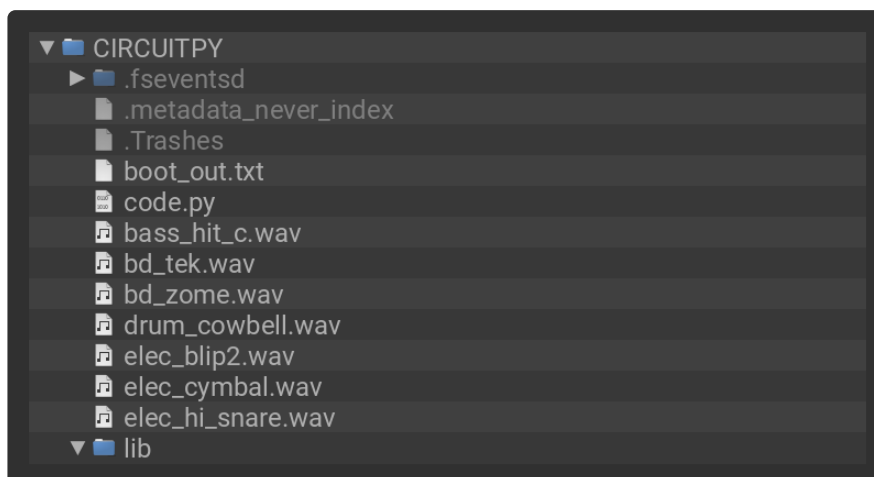 CIRCUITPY
.fseventsd
.metadata_never_index
.Trashes
boot_out.txt
code.py
bass_hit_c.wav
bd_tek.wav
bd_zome.wav
drum_cowbell.wav
elec_blip2.wav
elec_cymbal.wav
elec_hi_snare.wav
lib